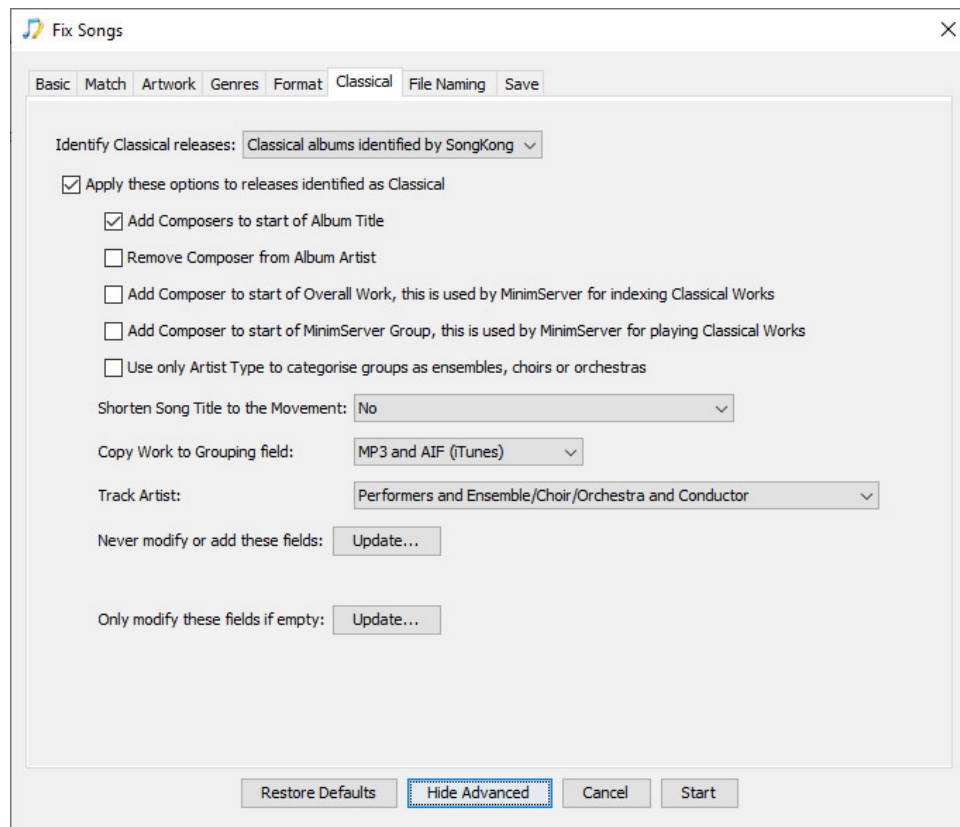 Fix Songs
Basic Match Artwork Genres Format Classical File Naming Save
Identify Classical releases: Classical albums identified by SongKong
Apply these options to releases identified as Classical
Add Composers to start of Album Title
Remove Composer from Album Artist
Add Composer to start of Overall Work, this is used by MinimServer for indexing Classical Works
Add Composer to start of MinimServer Group, this is used by MinimServer for playing Classical Works
Use only Artist Type to categorise groups as ensembles, choirs or orchestras
Shorten Song Title to the Movement: No
Copy Work to Grouping field: MP3 and AIF (iTunes)
Track Artist: Performers and Ensemble/Choir/Orchestra and Conductor
Never modify or add these fields: Update...
Only modify these fields if empty: Update...
Restore Defaults Hide Advanced Cancel Start